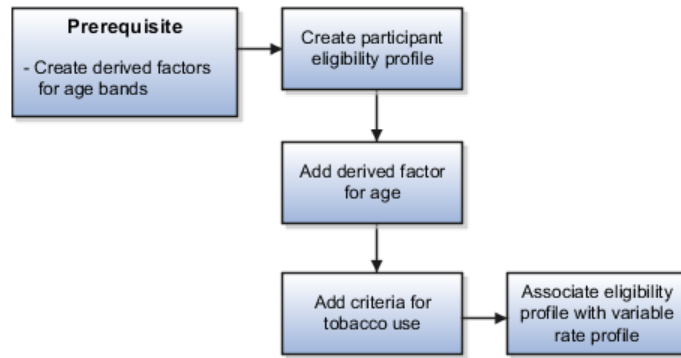 Prerequisite
- Create derived factors
for age bands
Create participant
eligibility profile
Add derived factor
for age
Add criteria for
tobacco use
Associate eligibility
profile with variable
rate profile